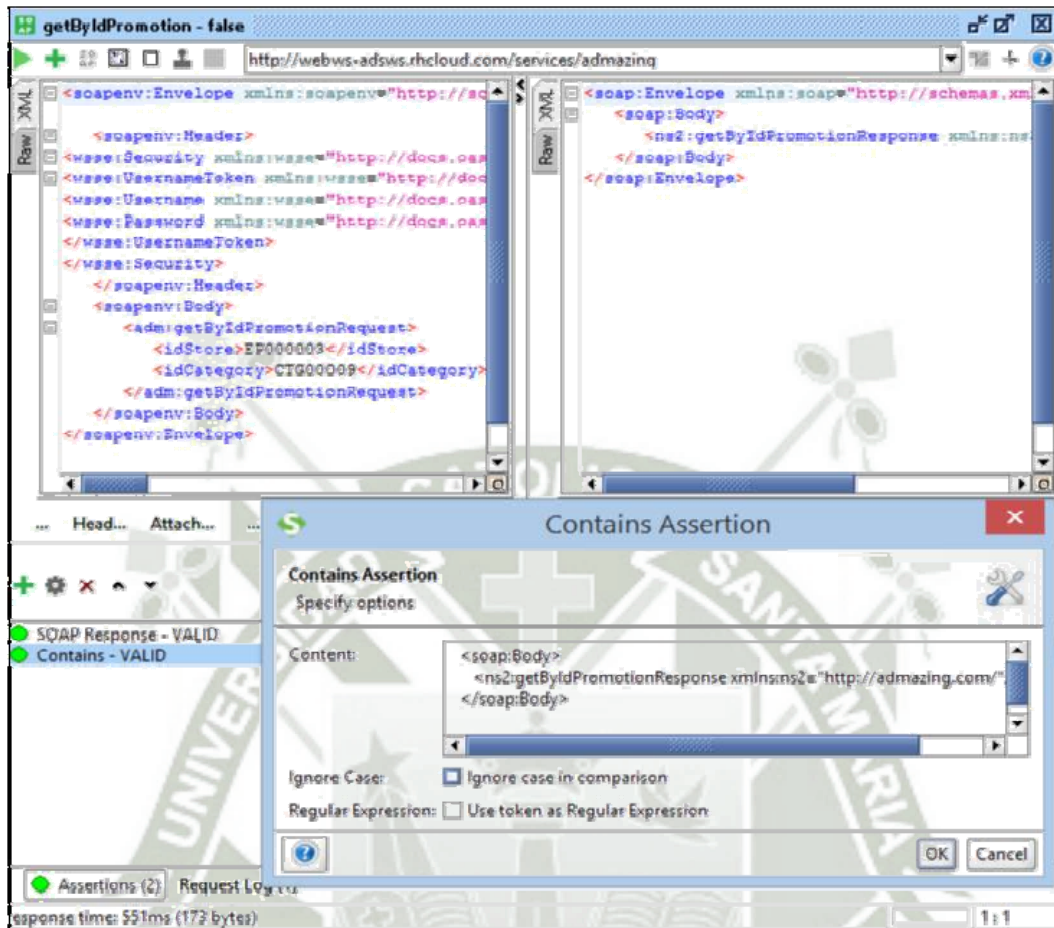 getByIdPromotion - false
http://webws-adsws.rhcloud.com/services/admazing
XML
Raw
<soapenv:Envelope xmlns:soapenv="http://sc
<soapenv:Header>
<wsse:Security xmlns:wsse="http://docs.oas
<wsse:UsernameToken xmlns:wsse="http://doc
<wsse:Username xmlns:wsse="http://docs.oas
<wsse:Password xmlns:wsse="http://docs.oas
</wsse:UsernameToken>
</wsse:Security>
</soapenv:Header>
<soapenv:Body>
<adm:getByIdPromotionRequest>
<idStore>EP000003</idStore>
<idCategory>CTG00009</idCategory>
</adm:getByIdPromotionRequest>
</soapenv:Body>
</soapenv:Envelope>
XML
Raw
<soap:Envelope xmlns:soap="http://schemas.xm
<soap:Body>
<ns2:getByIdPromotionResponse xmlns:ns2
</soap:Body>
</soap:Envelope>
... Head... Attach... ...
SOAP Response - VALID
Contains - VALID
Contains Assertion
Contains Assertion
Specify options
Content:
<soap:Body>
<ns2:getByIdPromotionResponse xmlns:ns2="http://admazing.com/"
</soap:Body>
Ignore Case: Ignore case in comparison
Regular Expression: Use token as Regular Expression
OK Cancel
Assertions (2) Request Log
response time: 551ms (173 bytes)
1 : 1
SANTA MARIA